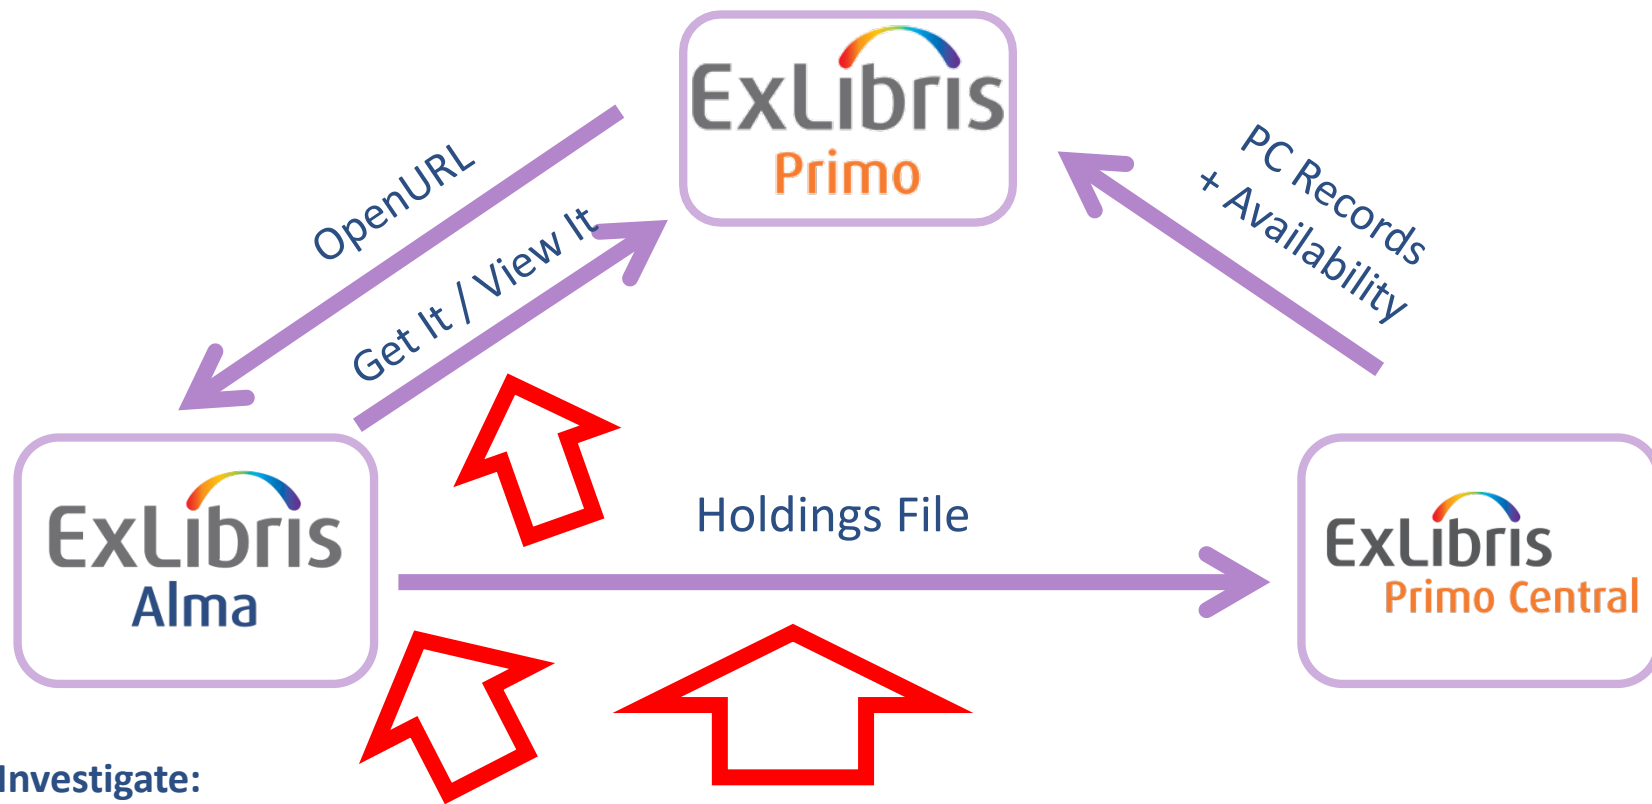 ExLibris
Primo
OpenURL
Get It / View It
PC Records
+ Availability
ExLibris
Alma
Holdings File
ExLibris
Primo Central
Investigate: